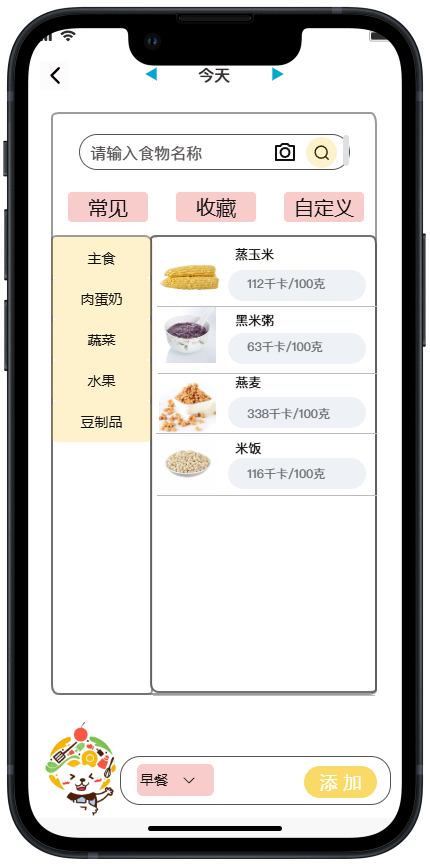 今天
请输入食物名称
常见
收藏
自定义
主食
肉蛋奶
蔬菜
水果
豆制品
蒸玉米
112千卡/100克
黑米粥
63千卡/100克
燕麦
338千卡/100克
米饭
116千卡/100克
早餐
添加